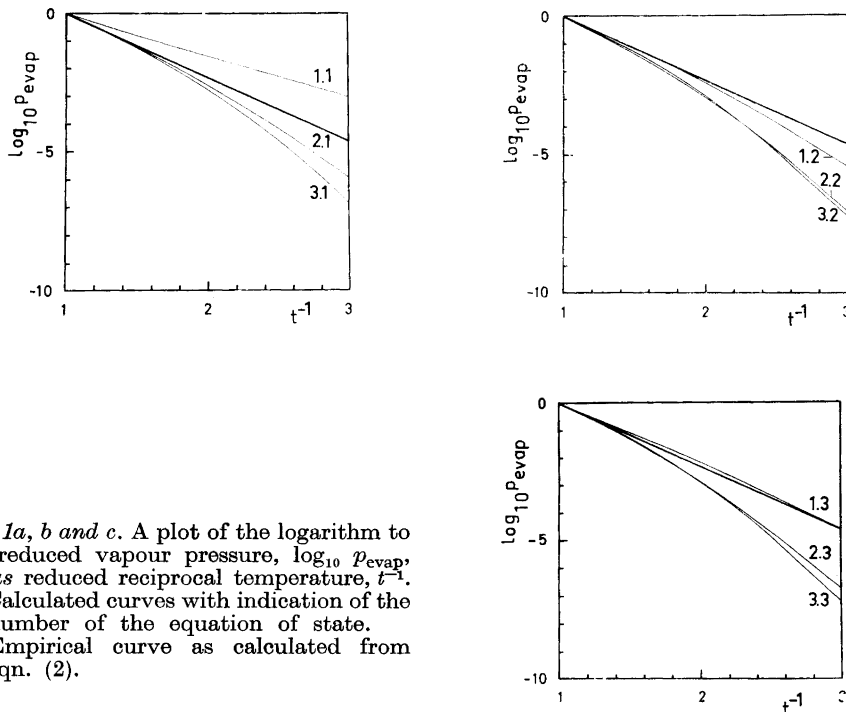 0
-5
-10
log10 Pevap
1.1
2.1
3.1
1
2
3
t⁻¹
0
-5
-10
log10 Pevap
1.2
2.2
3.2
1
2
3
t⁻¹
0
-5
-10
log10 Pevap
1.3
2.3
3.3
1
2
3
t⁻¹
1a, b and c. A plot of the logarithm to
reduced vapour pressure, log₁₀ pevap,
as reduced reciprocal temperature, t⁻¹.
Calculated curves with indication of the
number of the equation of state.
Empirical curve as calculated from
qn. (2).